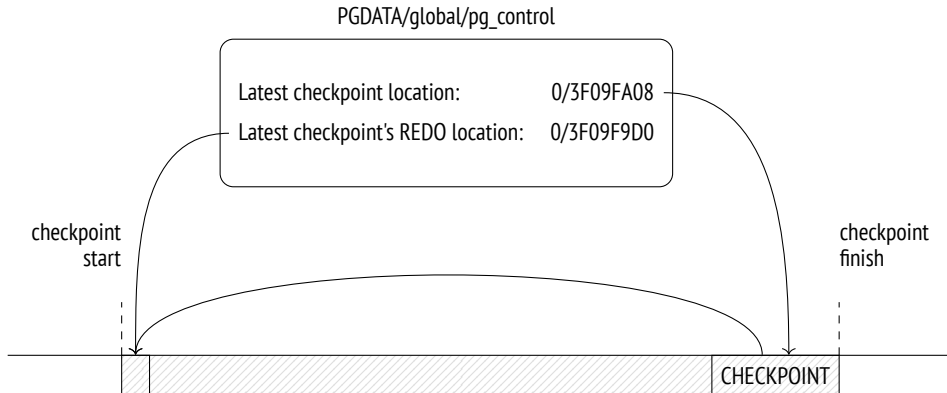 PGDATA/global/pg_control
Latest checkpoint location: 0/3F09FA08
Latest checkpoint's REDO location: 0/3F09F9D0
checkpoint
start
checkpoint
finish
CHECKPOINT